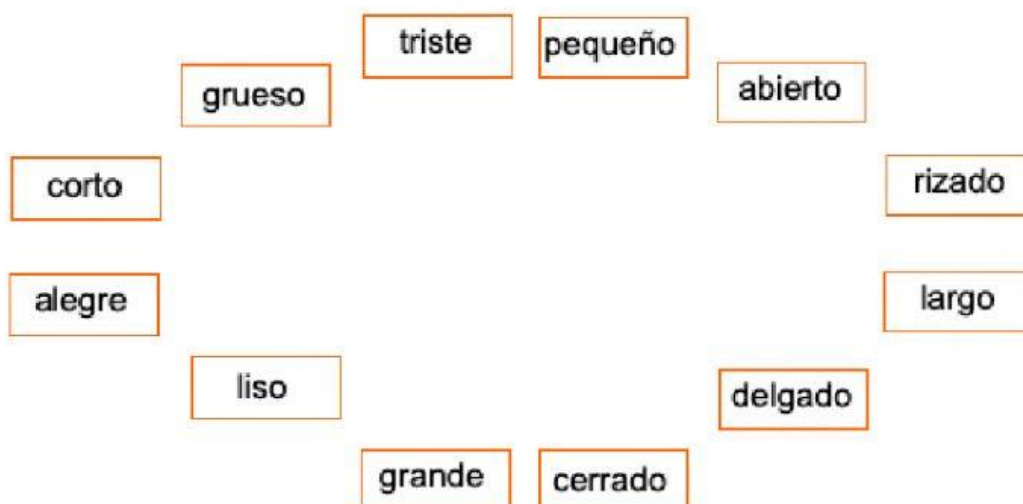 triste
pequeño
grueso
abierto
corto
rizado
alegre
largo
liso
delgado
grande
cerrado